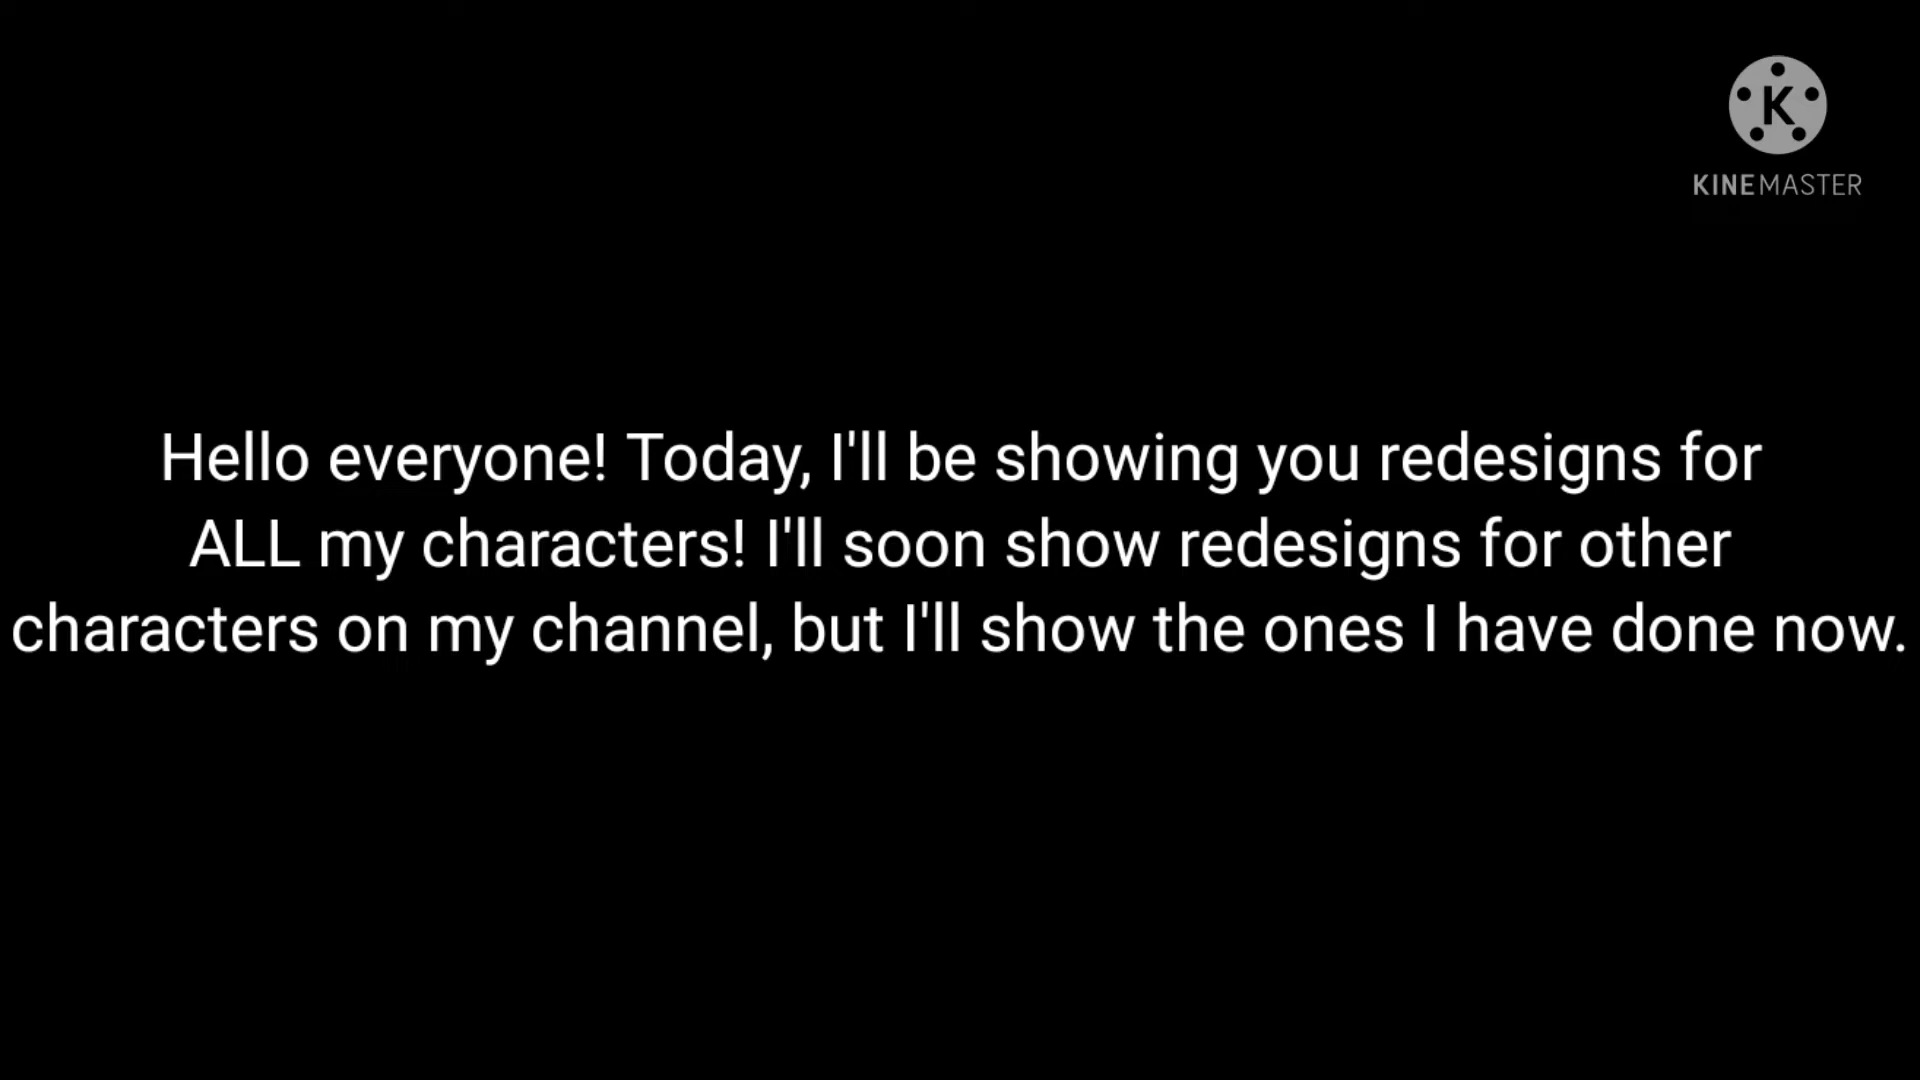 K
KINEMASTER
Hello everyone! Today, I'll be showing you redesigns for
ALL my characters! I'll soon show redesigns for other
characters on my channel, but I'll show the ones I have done now.